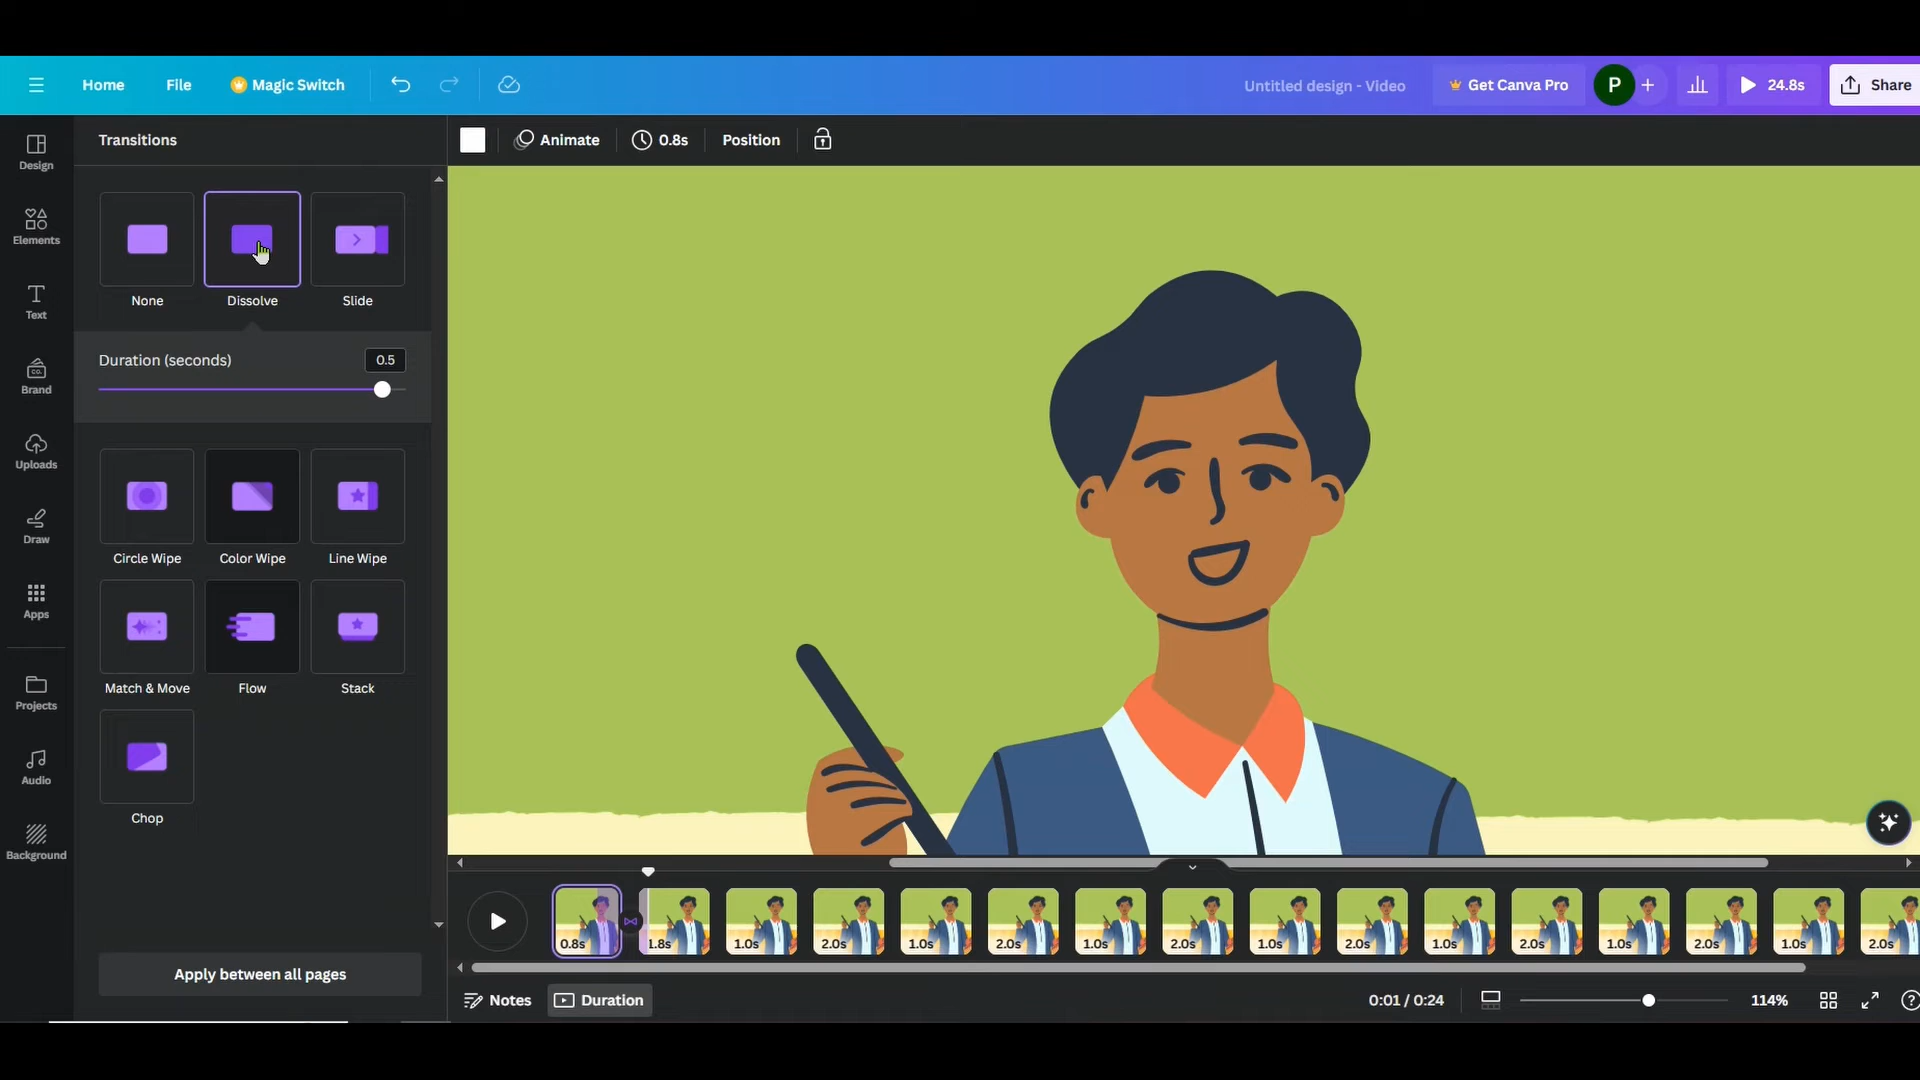 Home File Magic Switch Untitled design - Video Get Canva Pro P + 24.8s Share
Design
Elements
Text
Brand
Uploads
Draw
Apps
Projects
Audio
Background
Transitions
None Dissolve Slide
Duration (seconds) 0.5
Circle Wipe Color Wipe Line Wipe
Match & Move Flow Stack
Chop
Apply between all pages
Animate 0.8s Position
0.8s 1.8s 1.0s 2.0s 1.0s 2.0s 1.0s 2.0s 1.0s 2.0s 1.0s 2.0s 1.0s 2.0s 1.0s 2.0s
Notes Duration 0:01 / 0:24 114% ?